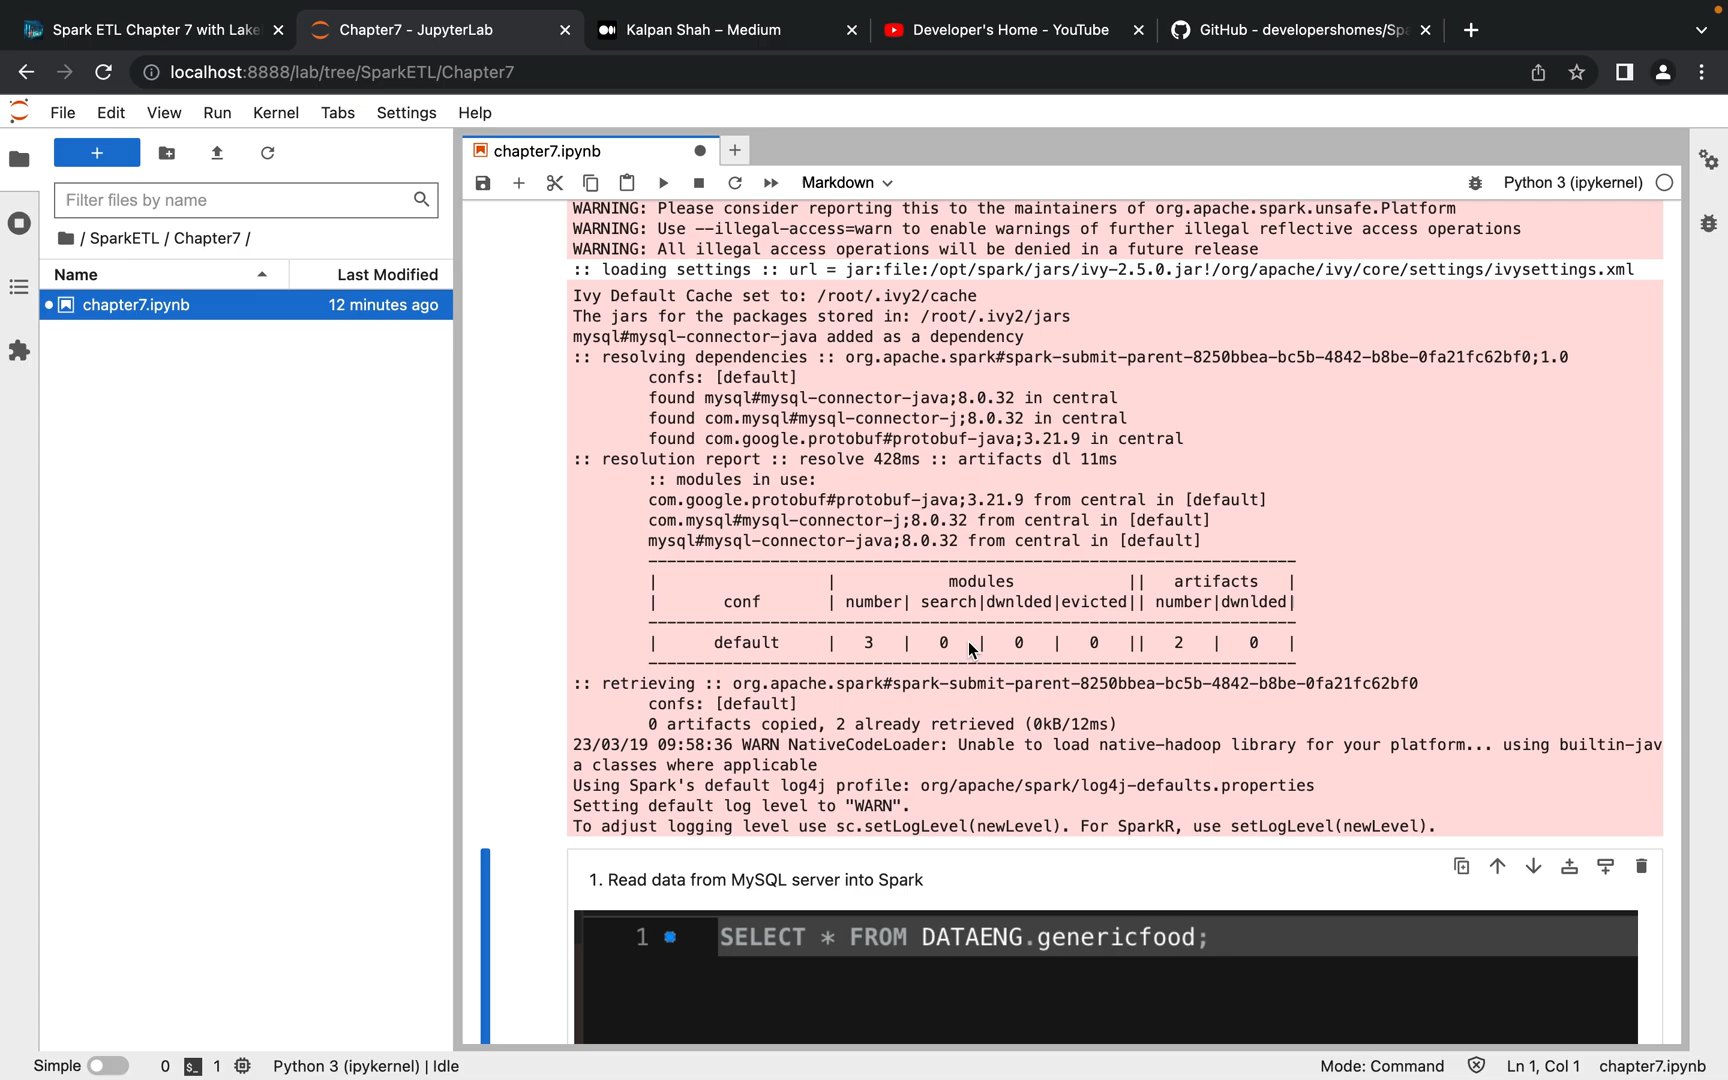 Spark ETL Chapter 7 with Lake
Chapter7 - JupyterLab
Kalpan Shah – Medium
Developer's Home - YouTube
GitHub - developershomes/Spa
localhost:8888/lab/tree/SparkETL/Chapter7
File Edit View Run Kernel Tabs Settings Help
chapter7.ipynb
Markdown
Python 3 (ipykernel)
Filter files by name
/ SparkETL / Chapter7 /
Name Last Modified
chapter7.ipynb 12 minutes ago
WARNING: Please consider reporting this to the maintainers of org.apache.spark.unsafe.Platform
WARNING: Use --illegal-access=warn to enable warnings of further illegal reflective access operations
WARNING: All illegal access operations will be denied in a future release
:: loading settings :: url = jar:file:/opt/spark/jars/ivy-2.5.0.jar!/org/apache/ivy/core/settings/ivysettings.xml
Ivy Default Cache set to: /root/.ivy2/cache
The jars for the packages stored in: /root/.ivy2/jars
mysql#mysql-connector-java added as a dependency
:: resolving dependencies :: org.apache.spark#spark-submit-parent-8250bbea-bc5b-4842-b8be-0fa21fc62bf0;1.0
confs: [default]
found mysql#mysql-connector-java;8.0.32 in central
found com.mysql#mysql-connector-j;8.0.32 in central
found com.google.protobuf#protobuf-java;3.21.9 in central
:: resolution report :: resolve 428ms :: artifacts dl 11ms
:: modules in use:
com.google.protobuf#protobuf-java;3.21.9 from central in [default]
com.mysql#mysql-connector-j;8.0.32 from central in [default]
mysql#mysql-connector-java;8.0.32 from central in [default]
---------------------------------------------------------------------
| | modules || artifacts |
| conf | number| search|dwnlded|evicted|| number|dwnlded|
---------------------------------------------------------------------
| default | 3 | 0 | 0 | 0 || 2 | 0 |
---------------------------------------------------------------------
:: retrieving :: org.apache.spark#spark-submit-parent-8250bbea-bc5b-4842-b8be-0fa21fc62bf0
confs: [default]
0 artifacts copied, 2 already retrieved (0kB/12ms)
23/03/19 09:58:36 WARN NativeCodeLoader: Unable to load native-hadoop library for your platform... using builtin-jav
a classes where applicable
Using Spark's default log4j profile: org/apache/spark/log4j-defaults.properties
Setting default log level to "WARN".
To adjust logging level use sc.setLogLevel(newLevel). For SparkR, use setLogLevel(newLevel).
1. Read data from MySQL server into Spark
1 SELECT * FROM DATAENG.genericfood;
Simple 0 1 Python 3 (ipykernel) | Idle Mode: Command Ln 1, Col 1 chapter7.ipynb